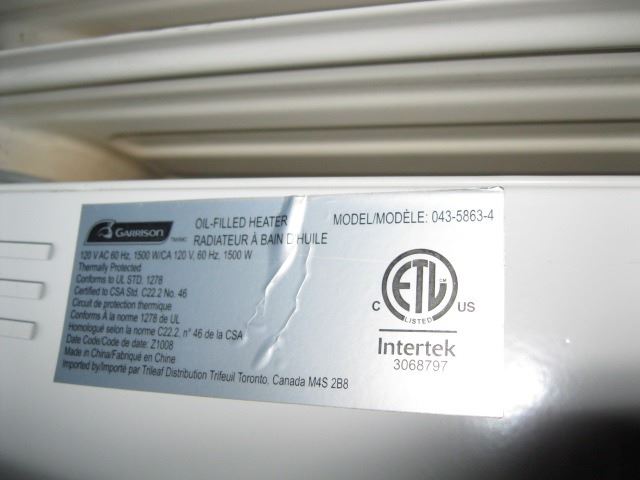 GARRISON
OIL-FILLED HEATER
RADIATEUR À BAIN D'HUILE
MODEL/MODÈLE: 043-5863-4
120 V AC 60 Hz, 1500 W/CA 120 V, 60 Hz, 1500 W
Thermally Protected
Conforms to UL STD. 1278
Certified to CSA Std. C22.2 No. 46
Circuit de protection thermique
Conforms À la norme 1278 de UL
Homologué selon la norme C22.2, n° 46 de la CSA
Date Code/Code de date: Z1008
Made in China/Fabriqué en Chine
Imported by/Importé par Trileaf Distribution Trifeuil Toronto, Canada M4S 2B8
C ETL US
LISTED
Intertek
3068797